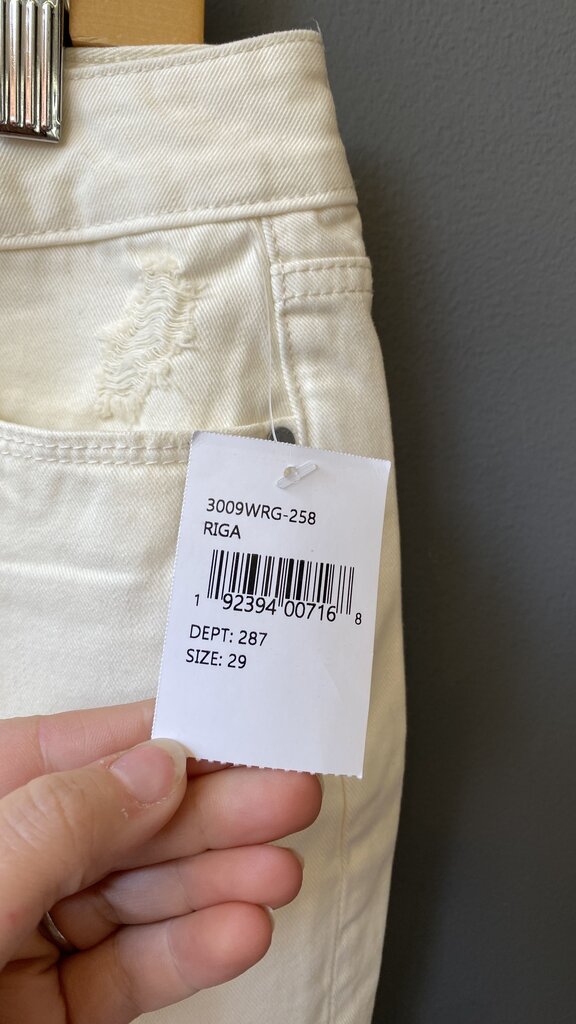 3009WRG-258
RIGA
1 92394 00716 8
DEPT: 287
SIZE: 29